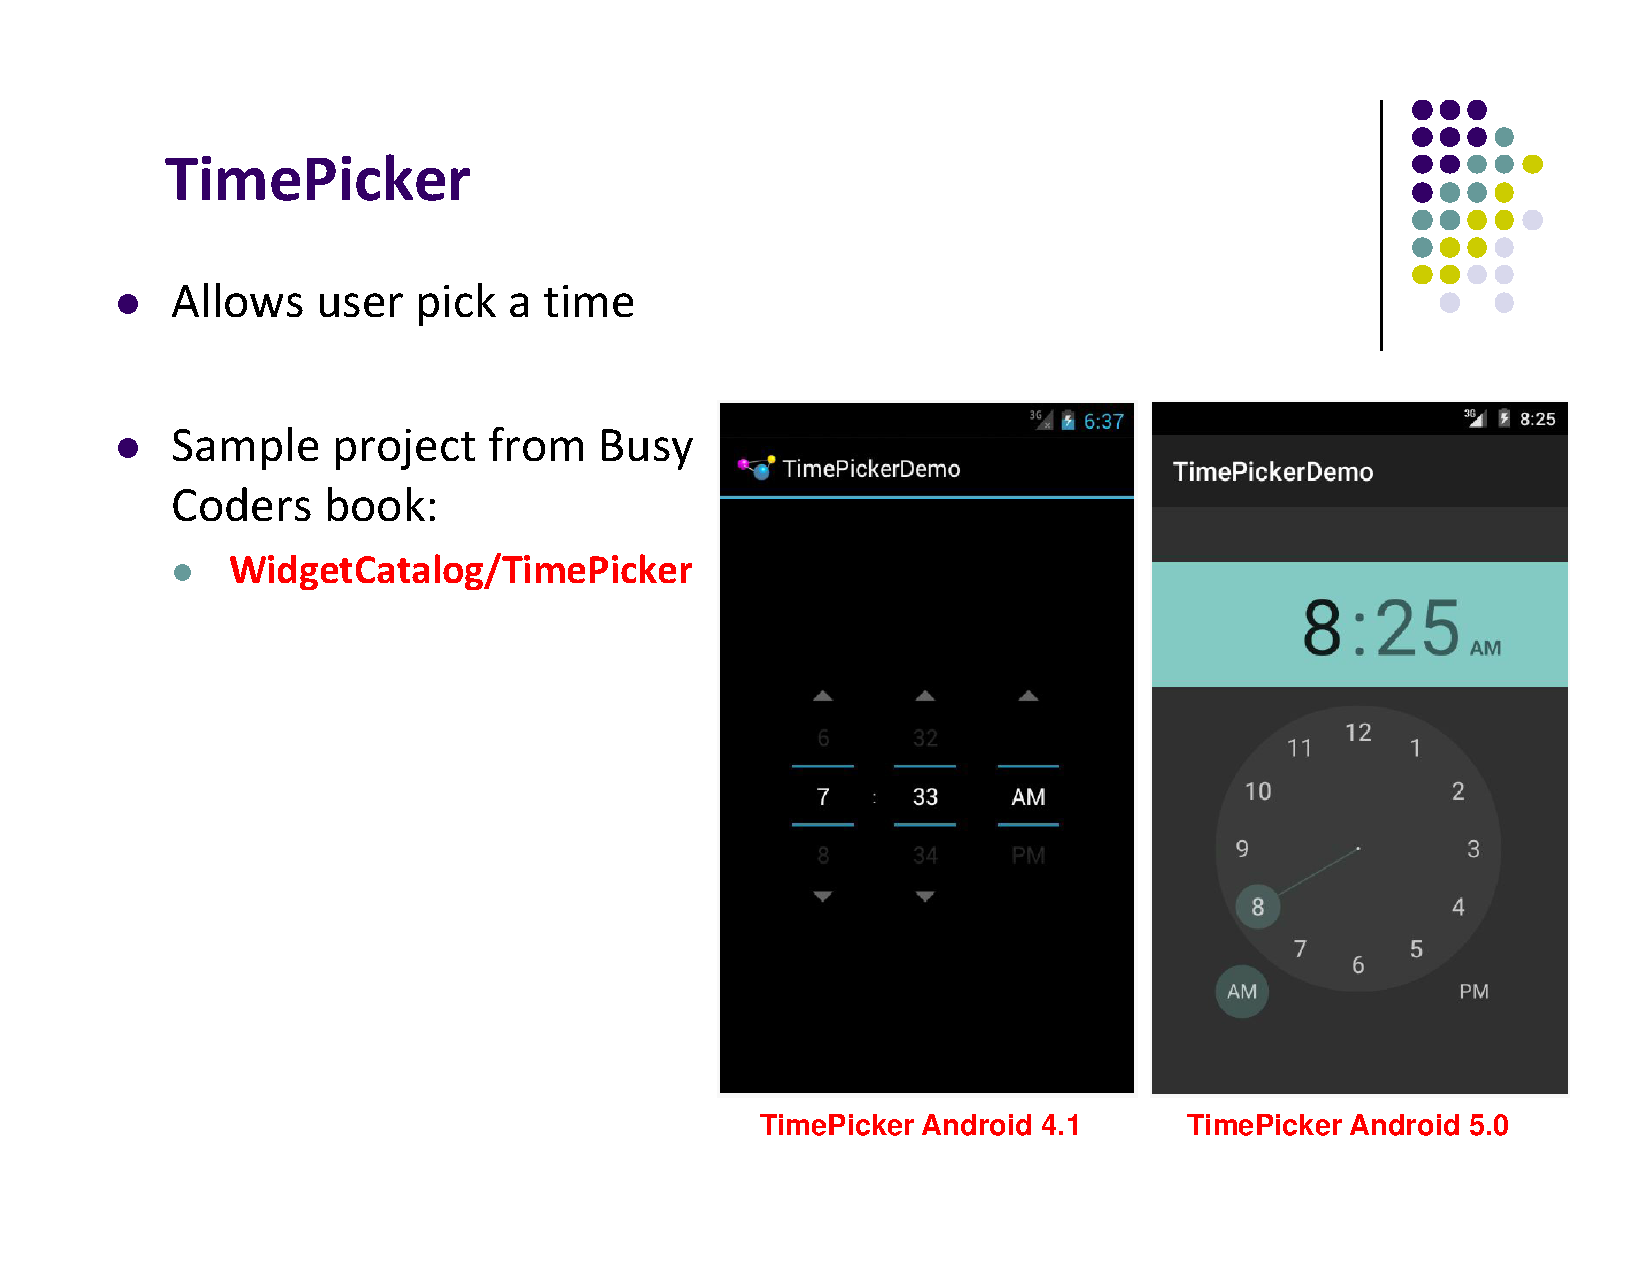 TimePicker
Allows user pick a time
Sample project from Busy
Coders book:
WidgetCatalog/TimePicker
3G 6:37
TimePickerDemo
6 32
7 : 33 AM
8 34 PM
TimePicker Android 4.1
3G 8:25
TimePickerDemo
8:25 AM
12
11 1
10 2
9 3
8 4
7 5
6
AM PM
TimePicker Android 5.0